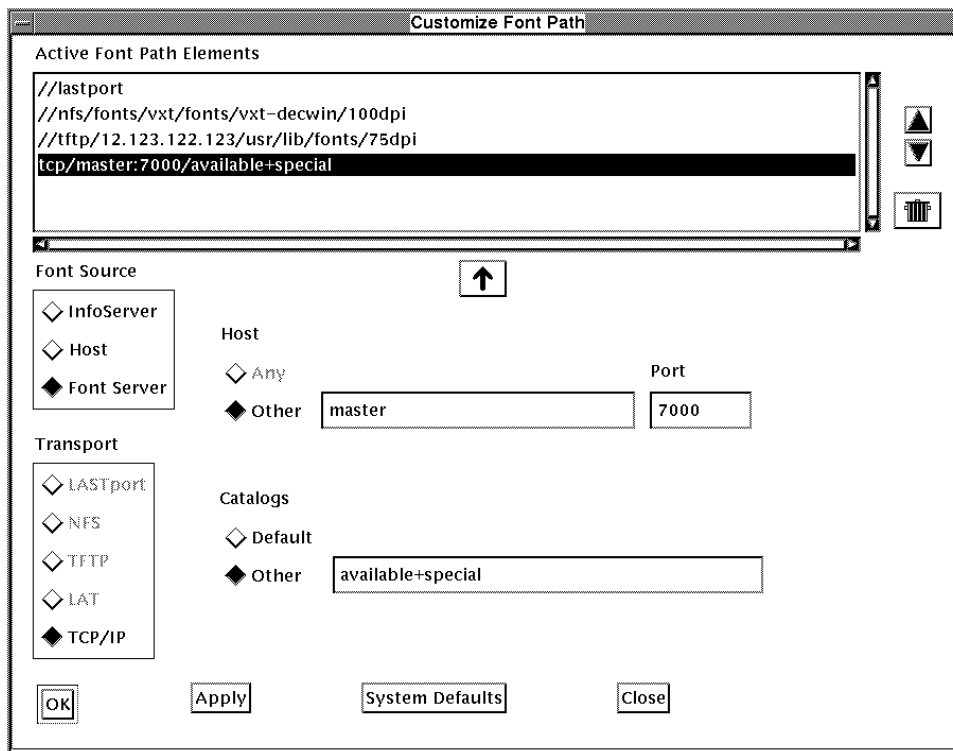 Customize Font Path
Active Font Path Elements
//lastport
//nfs/fonts/vxt/fonts/vxt-decwin/100dpi
//tftp/12.123.122.123/usr/lib/fonts/75dpi
tcp/master:7000/available+special
Font Source
InfoServer
Host
Font Server
Host
Any
Port
Other master 7000
Transport
LASTport
NFS
TFTP
LAT
TCP/IP
Catalogs
Default
Other available+special
OK Apply System Defaults Close